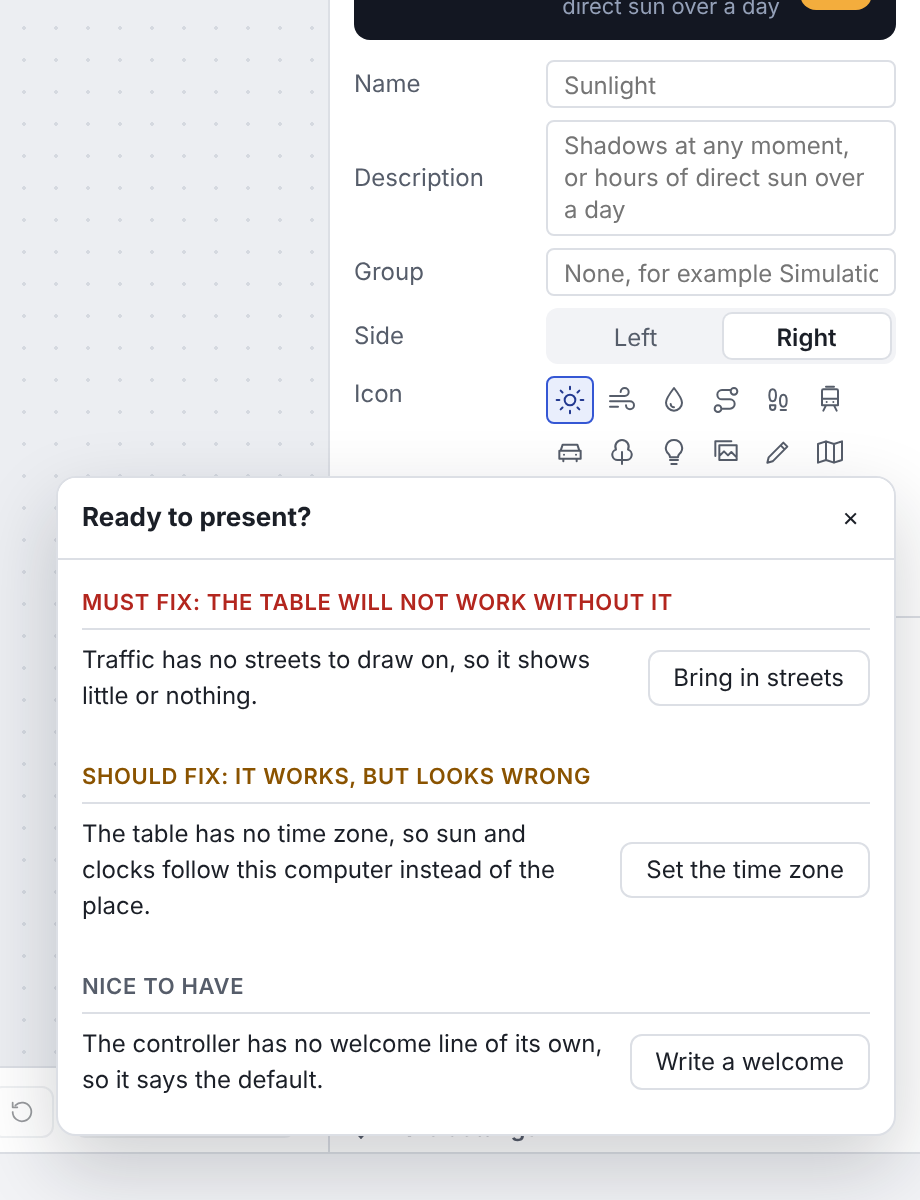 direct sun over a day
Name
Sunlight
Description
Shadows at any moment,
or hours of direct sun over
a day
Group
None, for example Simulatic
Side
Left
Right
Icon
Ready to present?
MUST FIX: THE TABLE WILL NOT WORK WITHOUT IT
Traffic has no streets to draw on, so it shows
little or nothing.
Bring in streets
SHOULD FIX: IT WORKS, BUT LOOKS WRONG
The table has no time zone, so sun and
clocks follow this computer instead of the
place.
Set the time zone
NICE TO HAVE
The controller has no welcome line of its own,
so it says the default.
Write a welcome